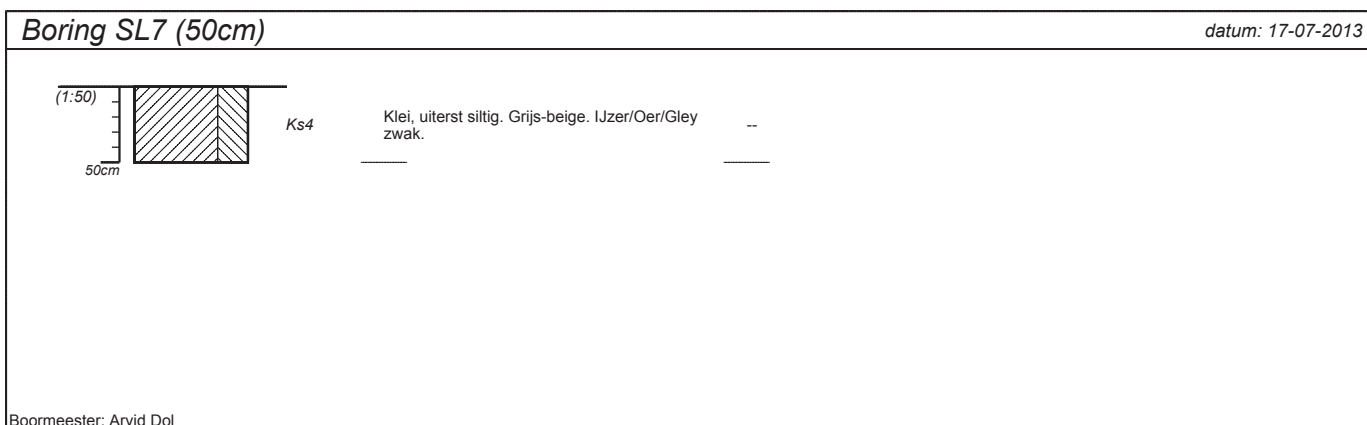 Boring SL7 (50cm)
datum: 17-07-2013
(1:50)
Ks4
Klei, uiterst siltig. Grijs-beige. IJzer/Oer/Gley
zwak.
--
50cm
Boormeester: Arvid Dol